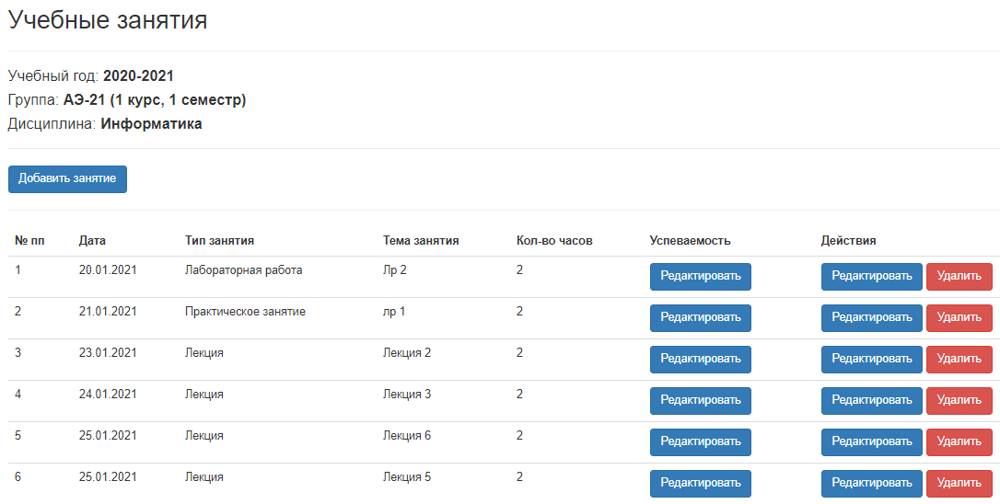 Учебные занятия
Учебный год: 2020-2021
Группа: АЭ-21 (1 курс, 1 семестр)
Дисциплина: Информатика
Добавить занятие
№ пп Дата Тип занятия Тема занятия Кол-во часов Успеваемость Действия
1 20.01.2021 Лабораторная работа Лр 2 2 Редактировать Редактировать Удалить
2 21.01.2021 Практическое занятие лр 1 2 Редактировать Редактировать Удалить
3 23.01.2021 Лекция Лекция 2 2 Редактировать Редактировать Удалить
4 24.01.2021 Лекция Лекция 3 2 Редактировать Редактировать Удалить
5 25.01.2021 Лекция Лекция 6 2 Редактировать Редактировать Удалить
6 25.01.2021 Лекция Лекция 5 2 Редактировать Редактировать Удалить